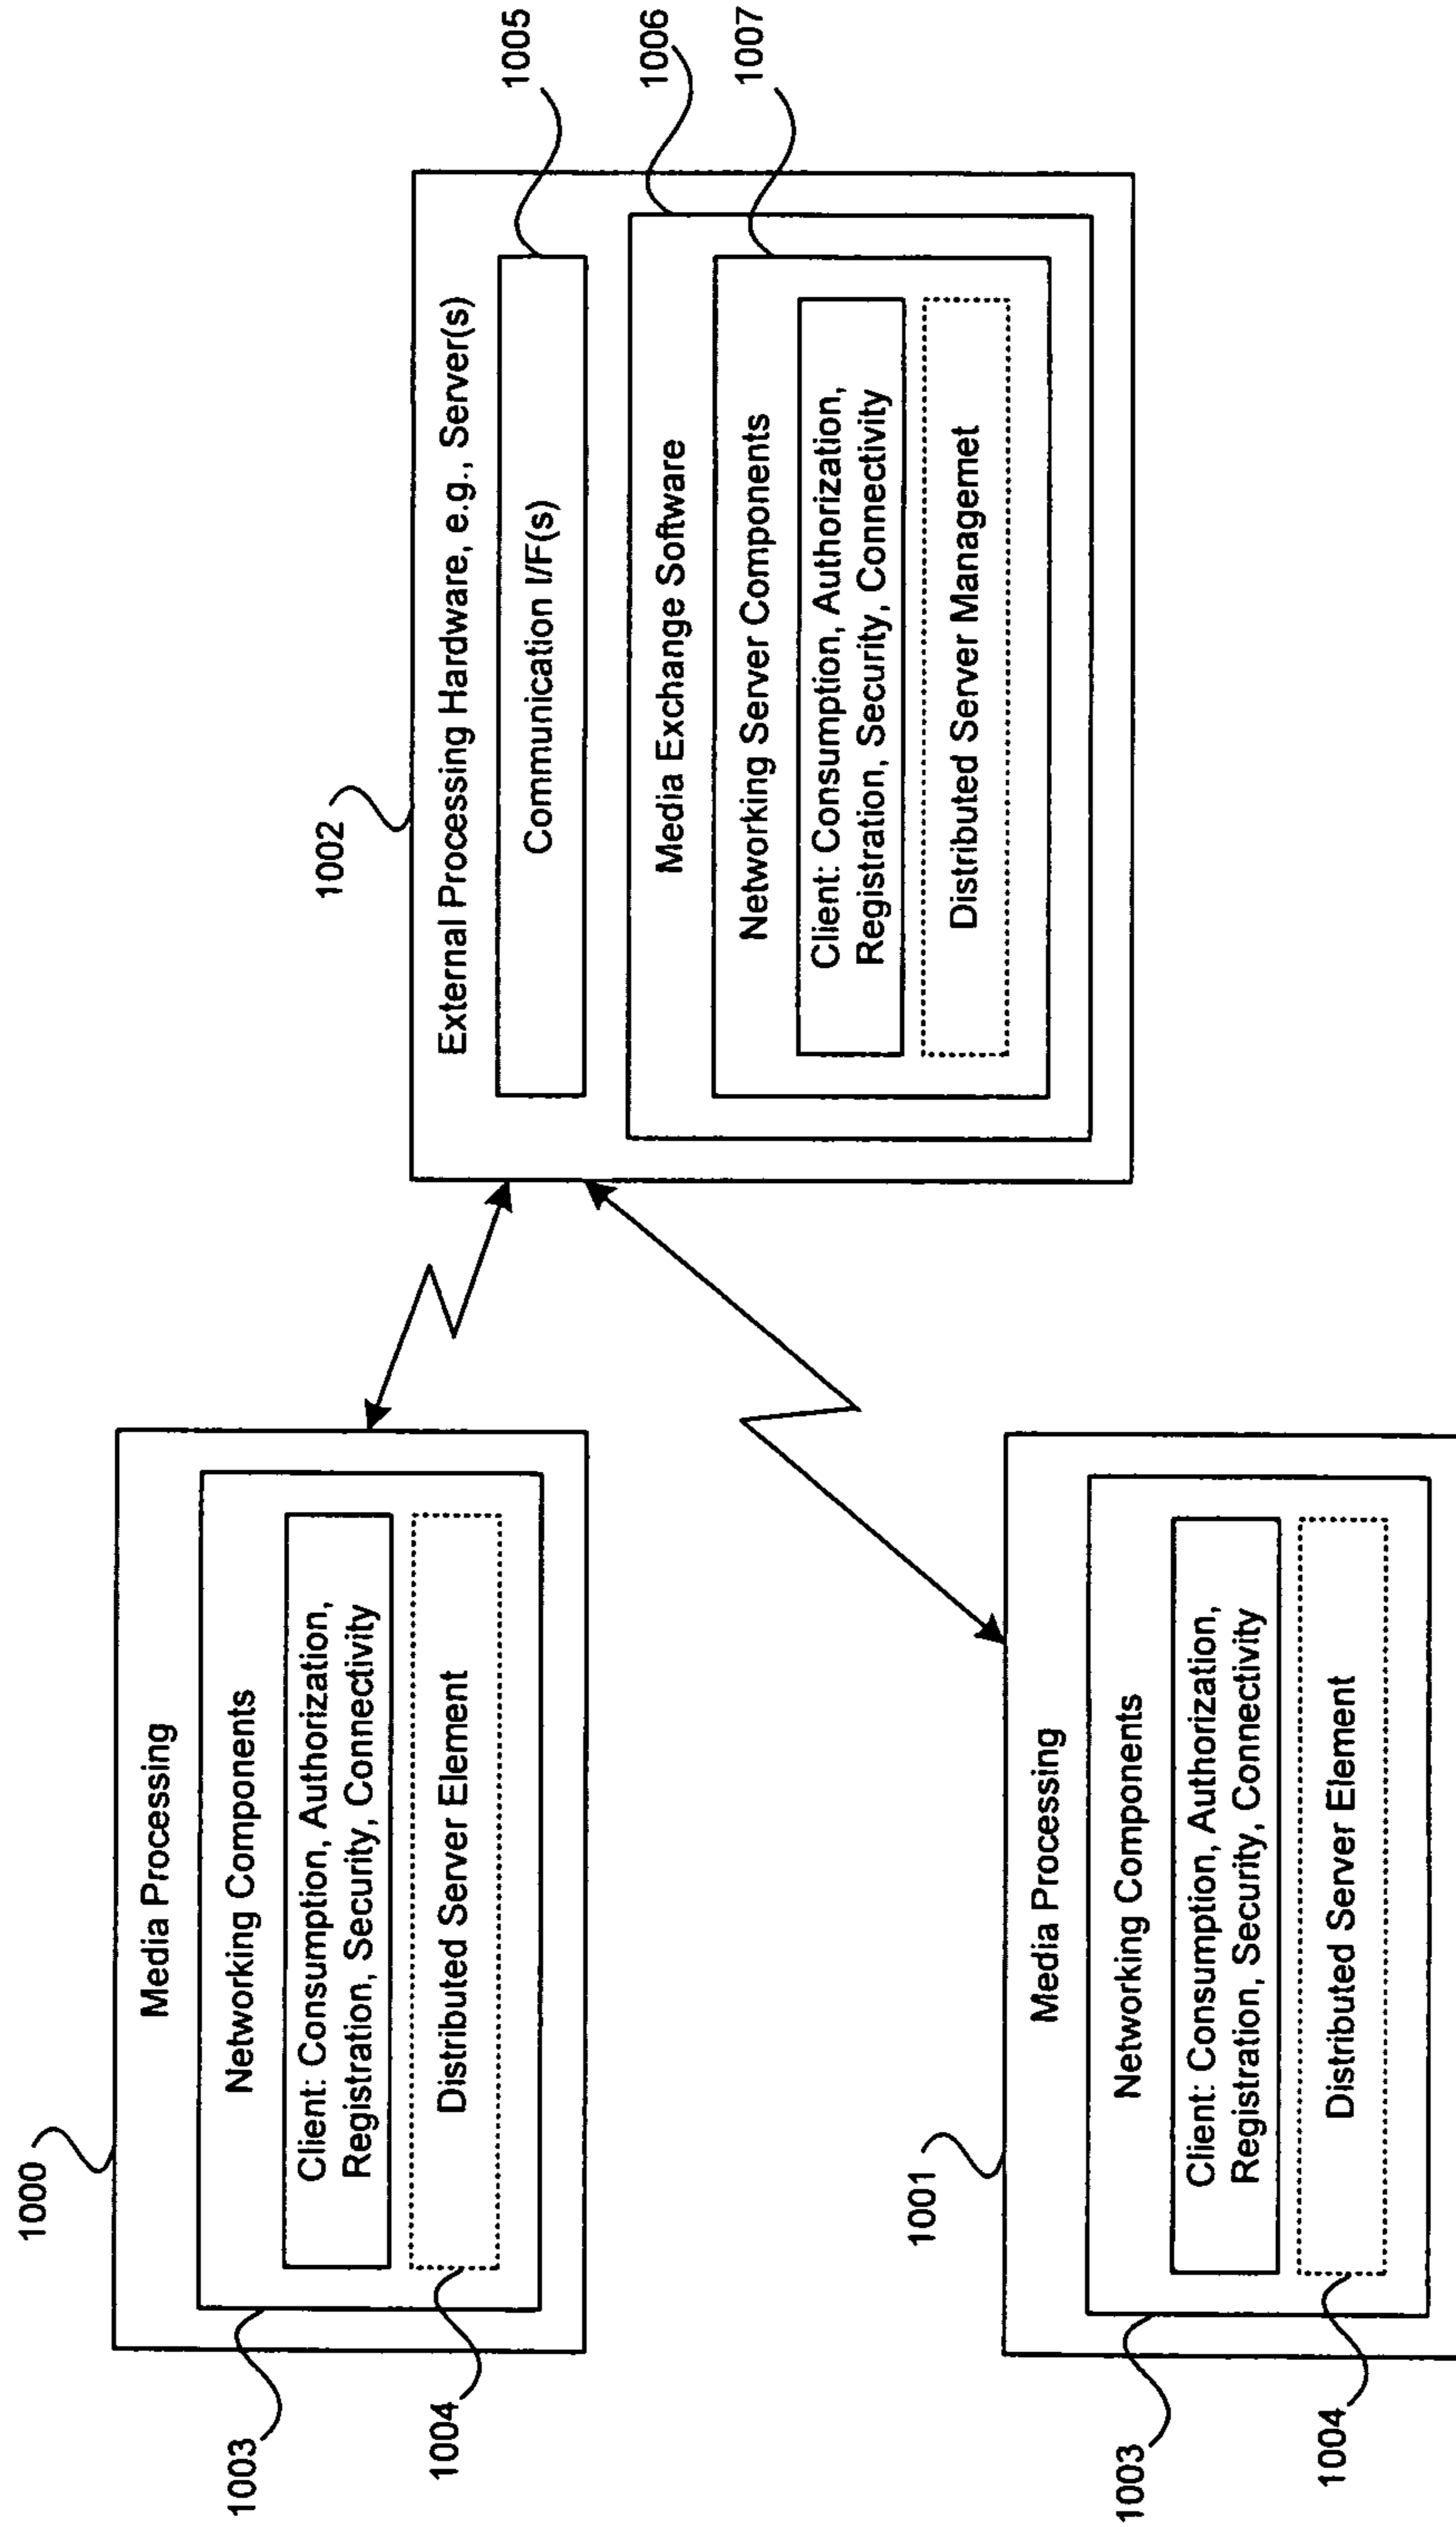 1000
Media Processing
Networking Components
Client: Consumption, Authorization,
Registration, Security, Connectivity
Distributed Server Element
1003
1004
1002
External Processing Hardware, e.g., Server(s)
Communication I/F(s)
Media Exchange Software
Networking Server Components
Client: Consumption, Authorization,
Registration, Security, Connectivity
Distributed Server Managemet
1005
1006
1007
1001
Media Processing
Networking Components
Client: Consumption, Authorization,
Registration, Security, Connectivity
Distributed Server Element
1003
1004